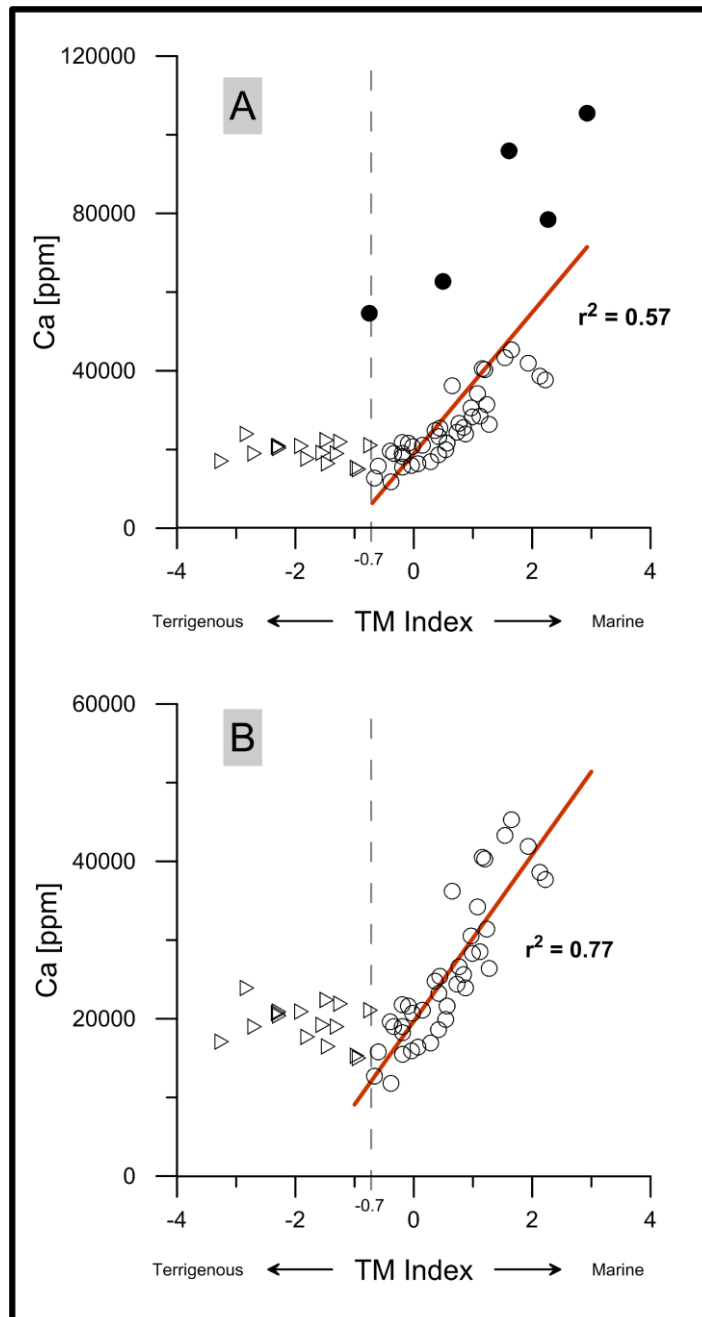 A
120000
80000
40000
0
Ca [ppm]
r² = 0.57
-4 -2 -0.7 0 2 4
Terrigenous TM Index Marine
B
60000
40000
20000
0
Ca [ppm]
r² = 0.77
-4 -2 -0.7 0 2 4
Terrigenous TM Index Marine